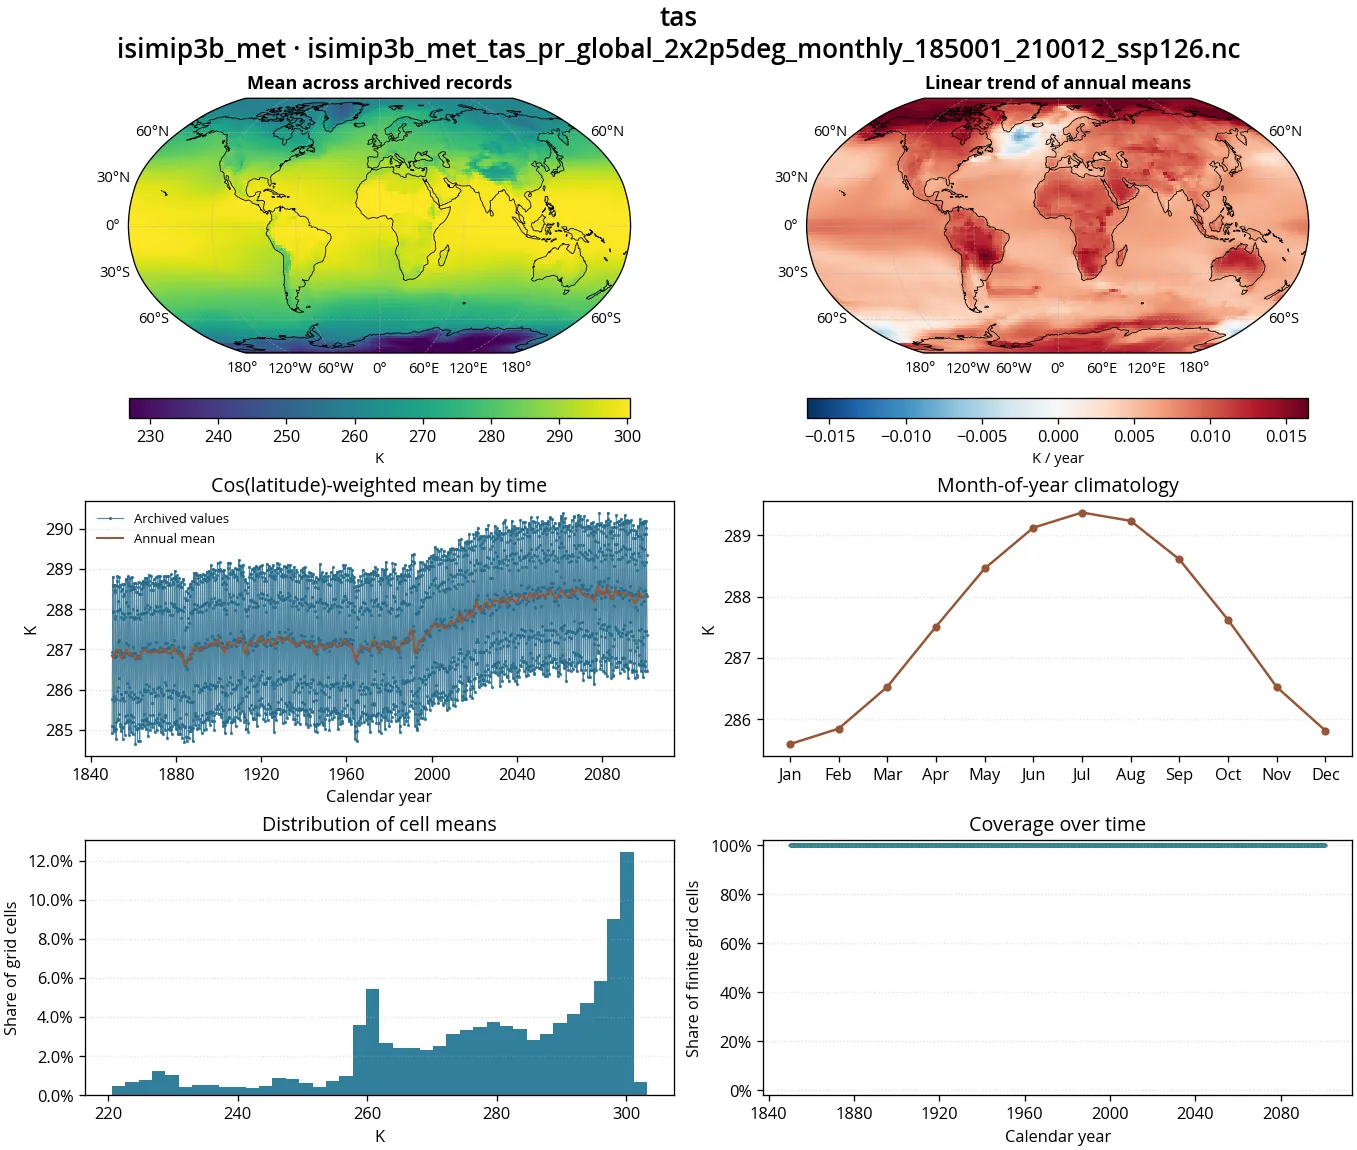 tas
isimip3b_met · isimip3b_met_tas_pr_global_2x2p5deg_monthly_185001_210012_ssp126.nc
Mean across archived records
60°N
60°N
30°N
0°
30°S
60°S
60°S
180° 120°W 60°W 0° 60°E 120°E 180°
230 240 250 260 270 280 290 300
K
Linear trend of annual means
60°N
60°N
30°N
0°
30°S
60°S
60°S
180° 120°W 60°W 0° 60°E 120°E 180°
−0.015 −0.010 −0.005 0.000 0.005 0.010 0.015
K / year
Cos(latitude)-weighted mean by time
Archived values
Annual mean
290
289
288
287
286
285
K
1840 1880 1920 1960 2000 2040 2080
Calendar year
Month-of-year climatology
289
288
287
286
K
Jan Feb Mar Apr May Jun Jul Aug Sep Oct Nov Dec
Distribution of cell means
12.0%
10.0%
8.0%
6.0%
4.0%
2.0%
0.0%
Share of grid cells
220 240 260 280 300
K
Coverage over time
100%
80%
60%
40%
20%
0%
Share of finite grid cells
1840 1880 1920 1960 2000 2040 2080
Calendar year